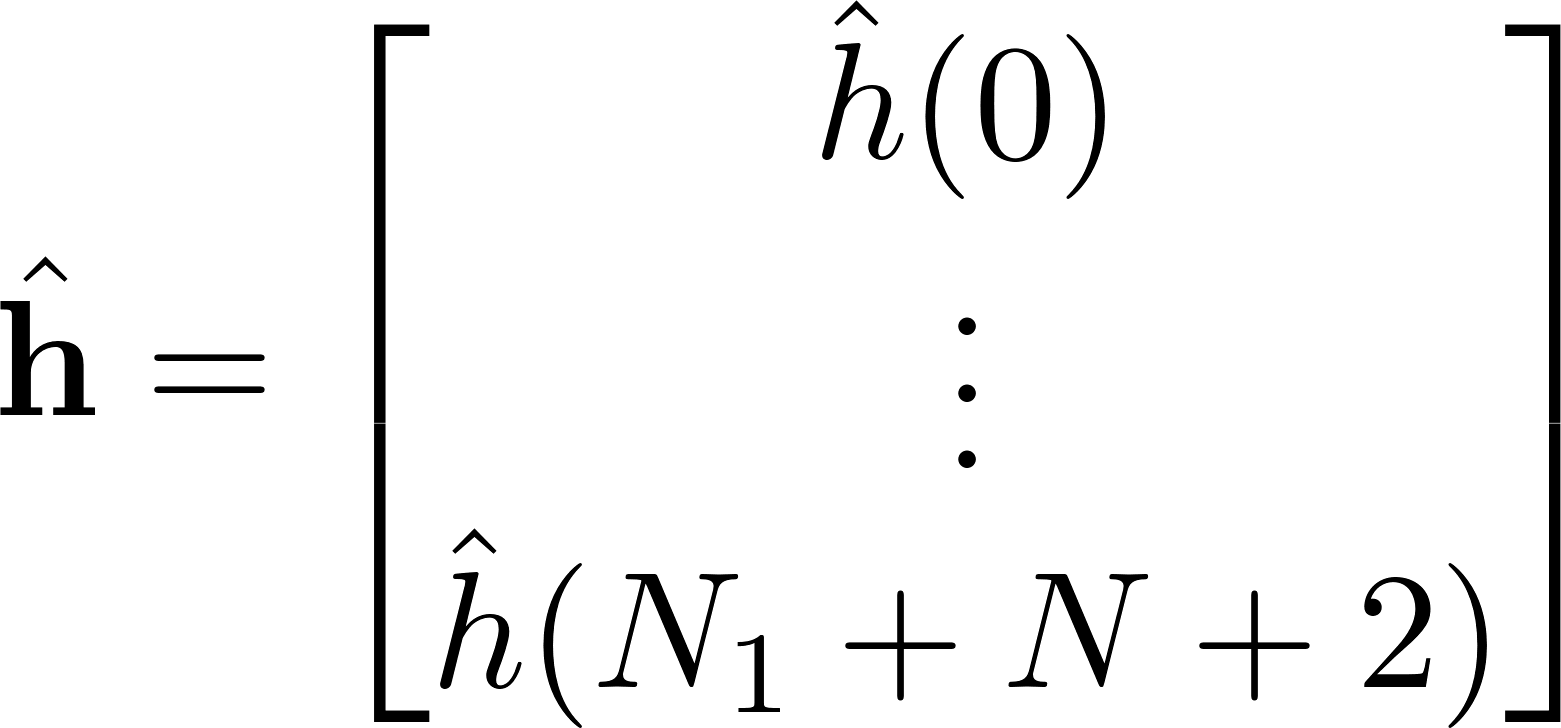 ĥ(0)
⋮
𝐡̂ =
ĥ(N₁ + N + 2)